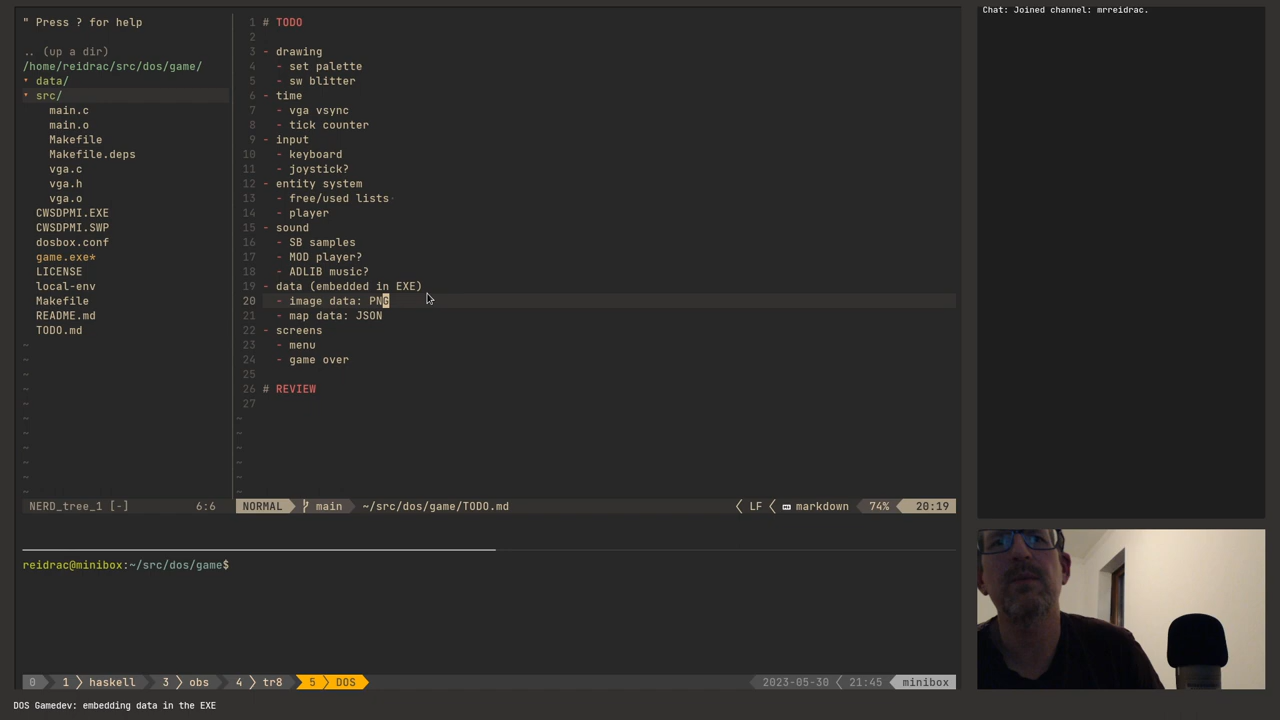 " Press ? for help
.. (up a dir)
/home/reidrac/src/dos/game/
▾ data/
▾ src/
main.c
main.o
Makefile
Makefile.deps
vga.c
vga.h
vga.o
CWSDPMI.EXE
CWSDPMI.SWP
dosbox.conf
game.exe*
LICENSE
local-env
Makefile
README.md
TODO.md
~
~
~
~
~
~
~
~
~
~
~
NERD_tree_1 [-] 6:6
1 # TODO
2
3 - drawing
4 - set palette
5 - sw blitter
6 - time
7 - vga vsync
8 - tick counter
9 - input
10 - keyboard
11 - joystick?
12 - entity system
13 - free/used lists·
14 - player
15 - sound
16 - SB samples
17 - MOD player?
18 - ADLIB music?
19 - data (embedded in EXE)
20 - image data: PNG
21 - map data: JSON
22 - screens
23 - menu
24 - game over
25
26 # REVIEW
27
~
~
~
~
~
~
NORMAL main ~/src/dos/game/TODO.md LF markdown 74% 20:19
reidrac@minibox:~/src/dos/game$
0 1 haskell 3 obs 4 tr8 5 DOS 2023-05-30 21:45 minibox
Chat: Joined channel: mrreidrac.
DOS Gamedev: embedding data in the EXE